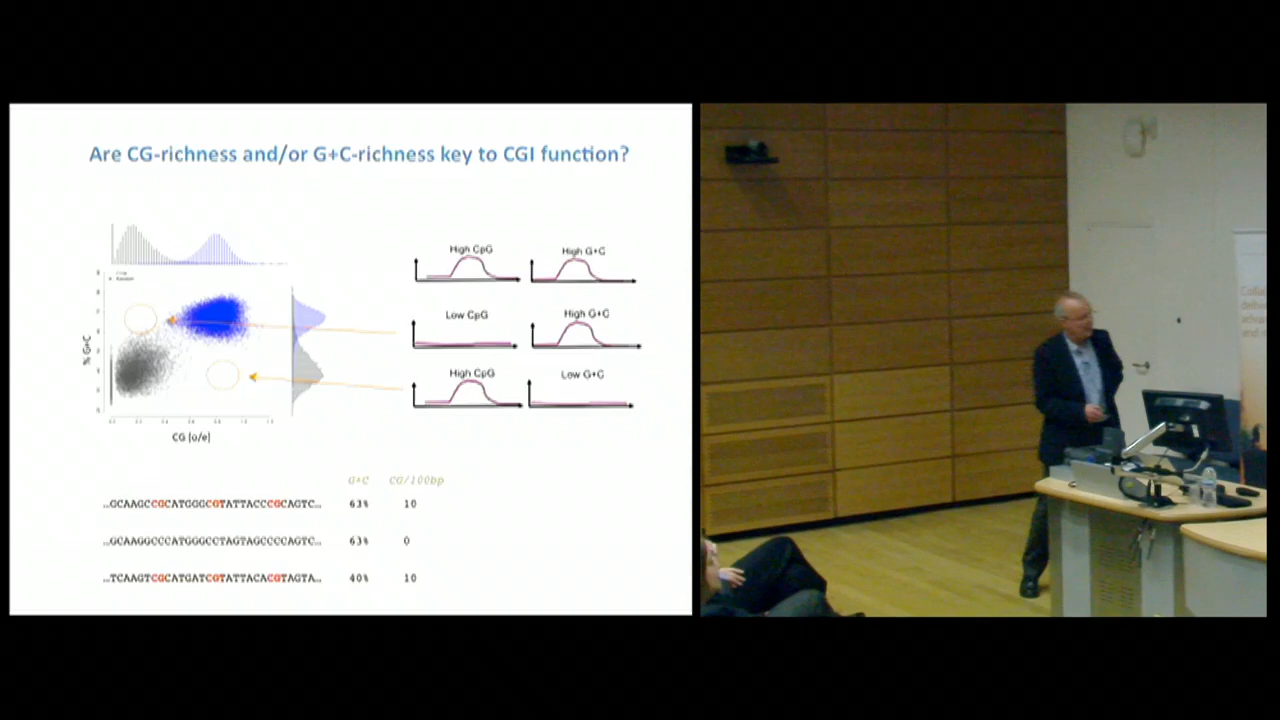 Are CG-richness and/or G+C-richness key to CGI function?
High CpG
High G+C
Low CpG
High G+C
High CpG
Low G+C
% G+C
CG [o/e]
G+C CG/100bp
…GCAAGCCGCATGGGCGTATTACCCGCAGTC… 63% 10
…GCAAGGCCCATGGGCCTAGTAGCCCCAGTC… 63% 0
…TCAAGTCGCATGATCGTATTACACGTAGTA… 40% 10